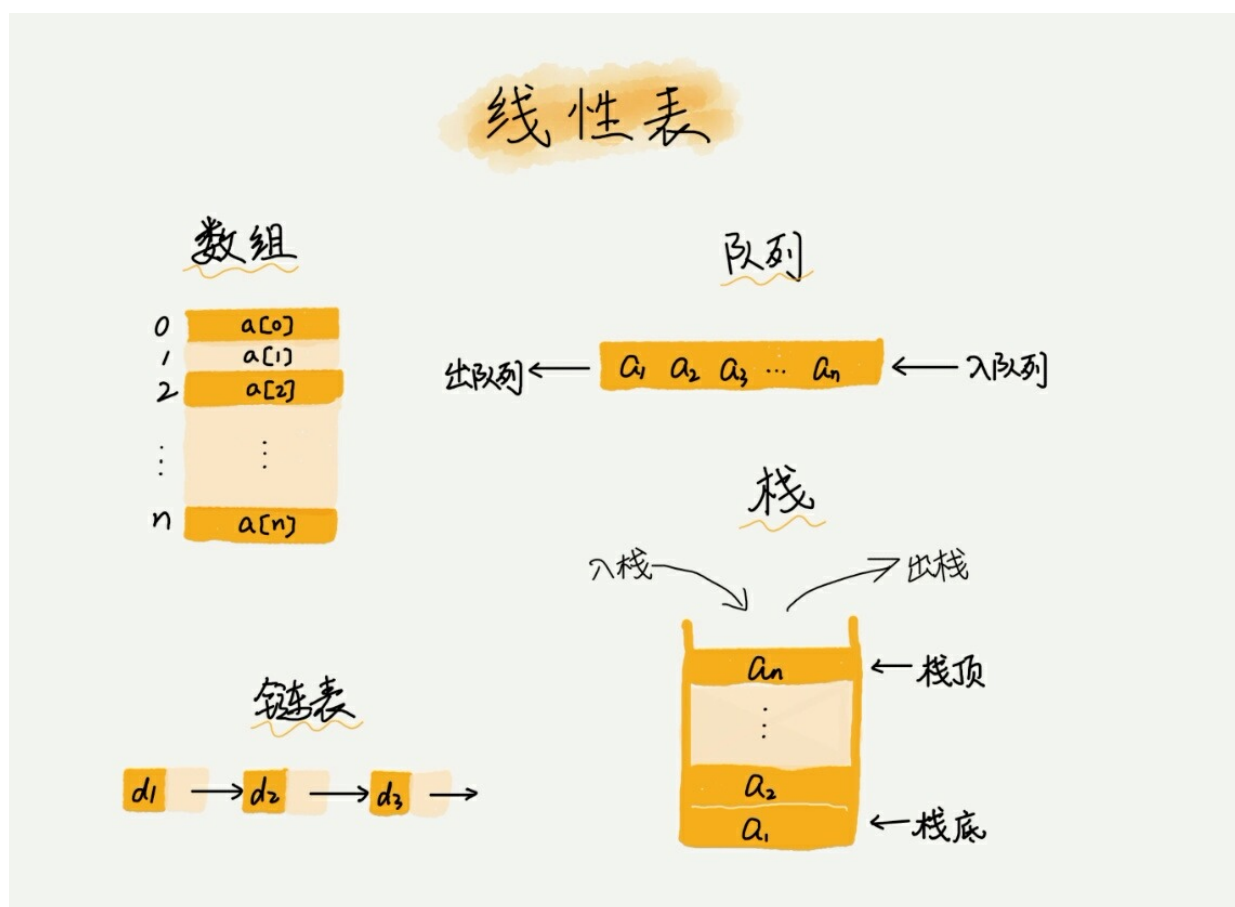 线性表
数组
0 a[0]
1 a[1]
2 a[2]
⋮ ⋮
n a[n]
队列
出队列 a1 a2 a3 … an 入队列
栈
入栈 出栈
an 栈顶
⋮
a2
a1 栈底
链表
d1 d2 d3